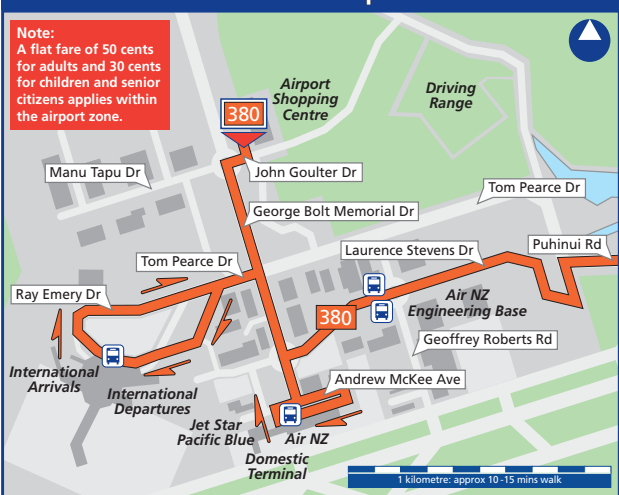 Note:
A flat fare of 50 cents
for adults and 30 cents
for children and senior
citizens applies within
the airport zone.
Airport
Shopping
Centre
Driving
Range
380
Manu Tapu Dr
John Goulter Dr
Tom Pearce Dr
George Bolt Memorial Dr
Tom Pearce Dr
Laurence Stevens Dr
Puhinui Rd
Ray Emery Dr
Air NZ
Engineering Base
380
Geoffrey Roberts Rd
International
Arrivals
International
Departures
Andrew McKee Ave
Jet Star
Pacific Blue
Air NZ
Domestic
Terminal
1 kilometre: approx 10-15 mins walk